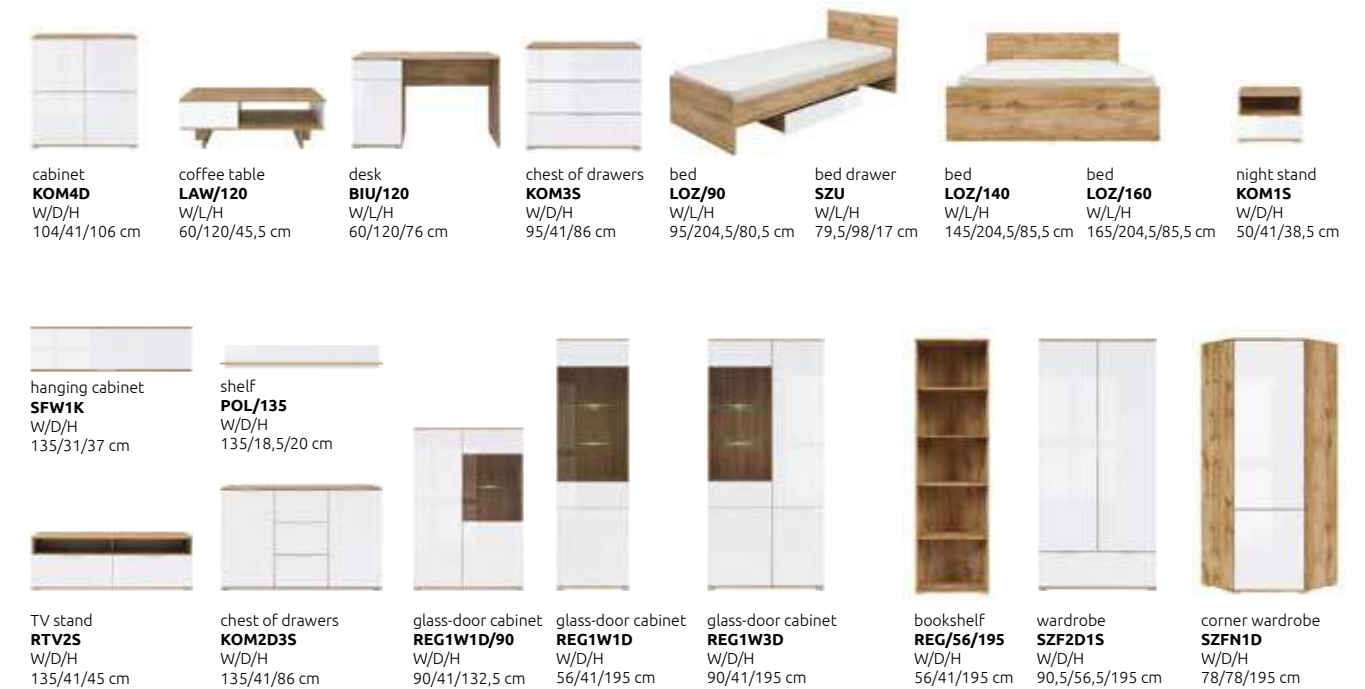 cabinet
KOM4D
W/D/H
104/41/106 cm
coffee table
LAW/120
W/L/H
60/120/45,5 cm
desk
BIU/120
W/L/H
60/120/76 cm
chest of drawers
KOM3S
W/D/H
95/41/86 cm
bed
LOZ/90
W/L/H
95/204,5/80,5 cm
bed drawer
SZU
W/L/H
79,5/98/17 cm
bed
LOZ/140
W/L/H
145/204,5/85,5 cm
bed
LOZ/160
W/L/H
165/204,5/85,5 cm
night stand
KOM1S
W/D/H
50/41/38,5 cm
hanging cabinet
SFW1K
W/D/H
135/31/37 cm
shelf
POL/135
W/D/H
135/18,5/20 cm
TV stand
RTV2S
W/D/H
135/41/45 cm
chest of drawers
KOM2D3S
W/D/H
135/41/86 cm
glass-door cabinet
REG1W1D/90
W/D/H
90/41/132,5 cm
glass-door cabinet
REG1W1D
W/D/H
56/41/195 cm
glass-door cabinet
REG1W3D
W/D/H
90/41/195 cm
bookshelf
REG/56/195
W/D/H
56/41/195 cm
wardrobe
SZF2D1S
W/D/H
90,5/56,5/195 cm
corner wardrobe
SZFN1D
W/D/H
78/78/195 cm